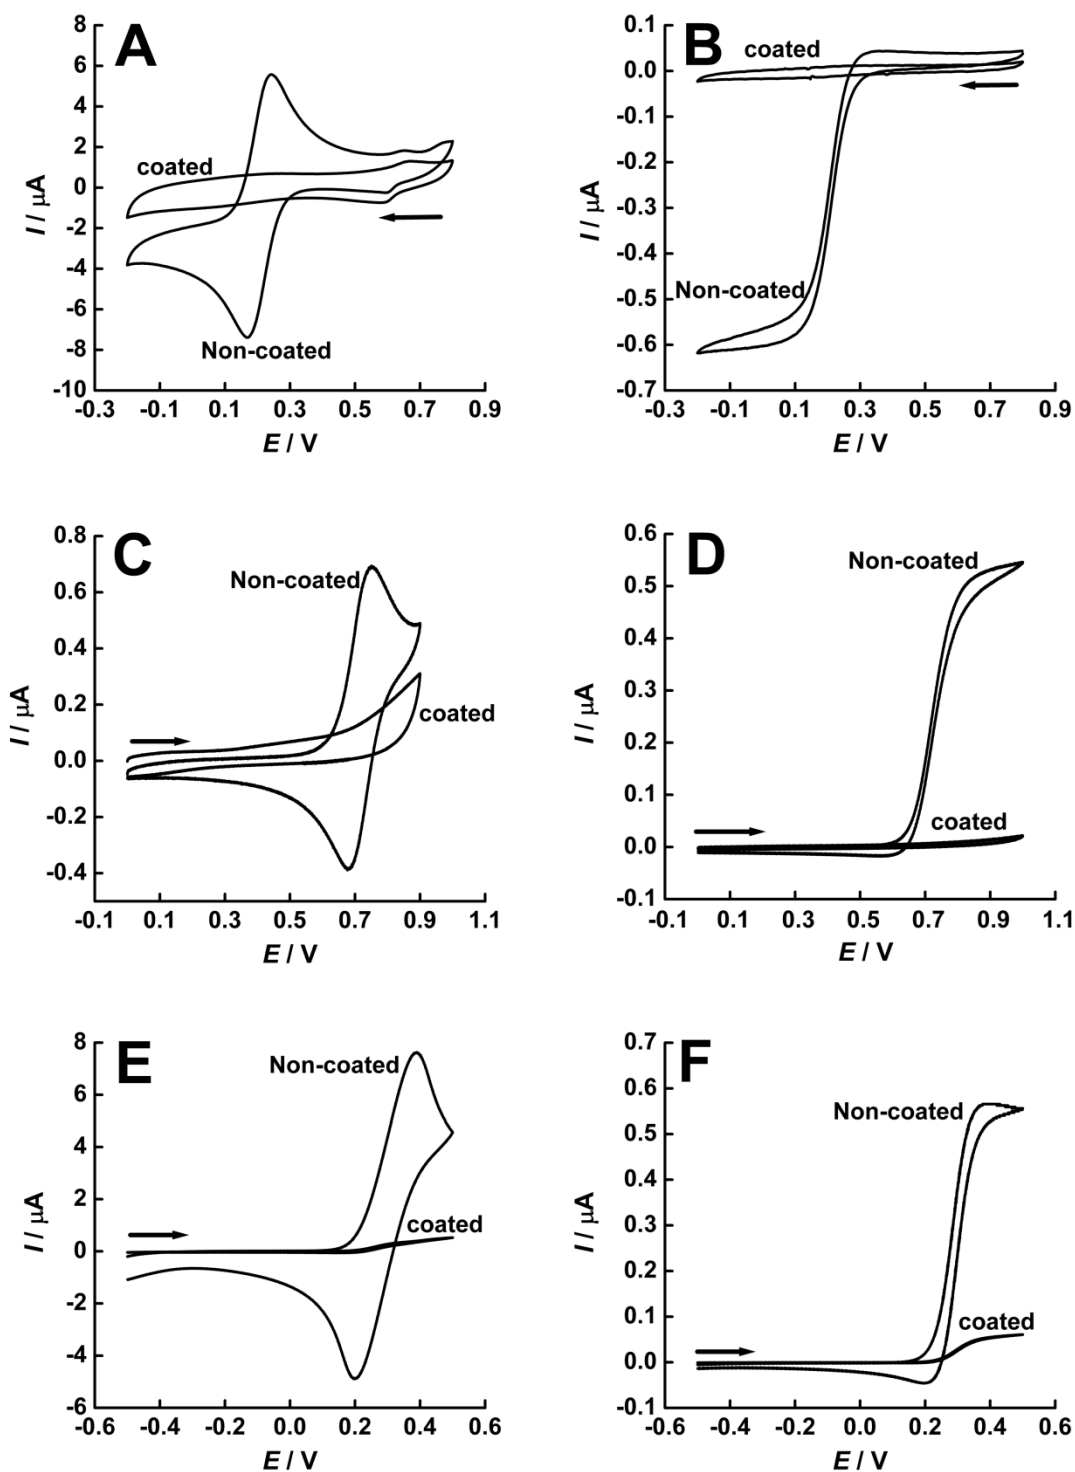 A
8
6
4
2
0
-2
-4
-6
-8
-10
I / µA
coated
Non-coated
-0.3 -0.1 0.1 0.3 0.5 0.7 0.9
E / V
B
0.1
0.0
-0.1
-0.2
-0.3
-0.4
-0.5
-0.6
-0.7
I / µA
coated
Non-coated
-0.3 -0.1 0.1 0.3 0.5 0.7 0.9
E / V
C
0.8
0.6
0.4
0.2
0.0
-0.2
-0.4
I / µA
Non-coated
coated
-0.1 0.1 0.3 0.5 0.7 0.9 1.1
E / V
D
0.6
0.5
0.4
0.3
0.2
0.1
0.0
-0.1
I / µA
Non-coated
coated
-0.1 0.1 0.3 0.5 0.7 0.9 1.1
E / V
E
8
6
4
2
0
-2
-4
-6
I / µA
Non-coated
coated
-0.6 -0.4 -0.2 0.0 0.2 0.4 0.6
E / V
F
0.7
0.6
0.5
0.4
0.3
0.2
0.1
0.0
-0.1
I / µA
Non-coated
coated
-0.6 -0.4 -0.2 0.0 0.2 0.4 0.6
E / V